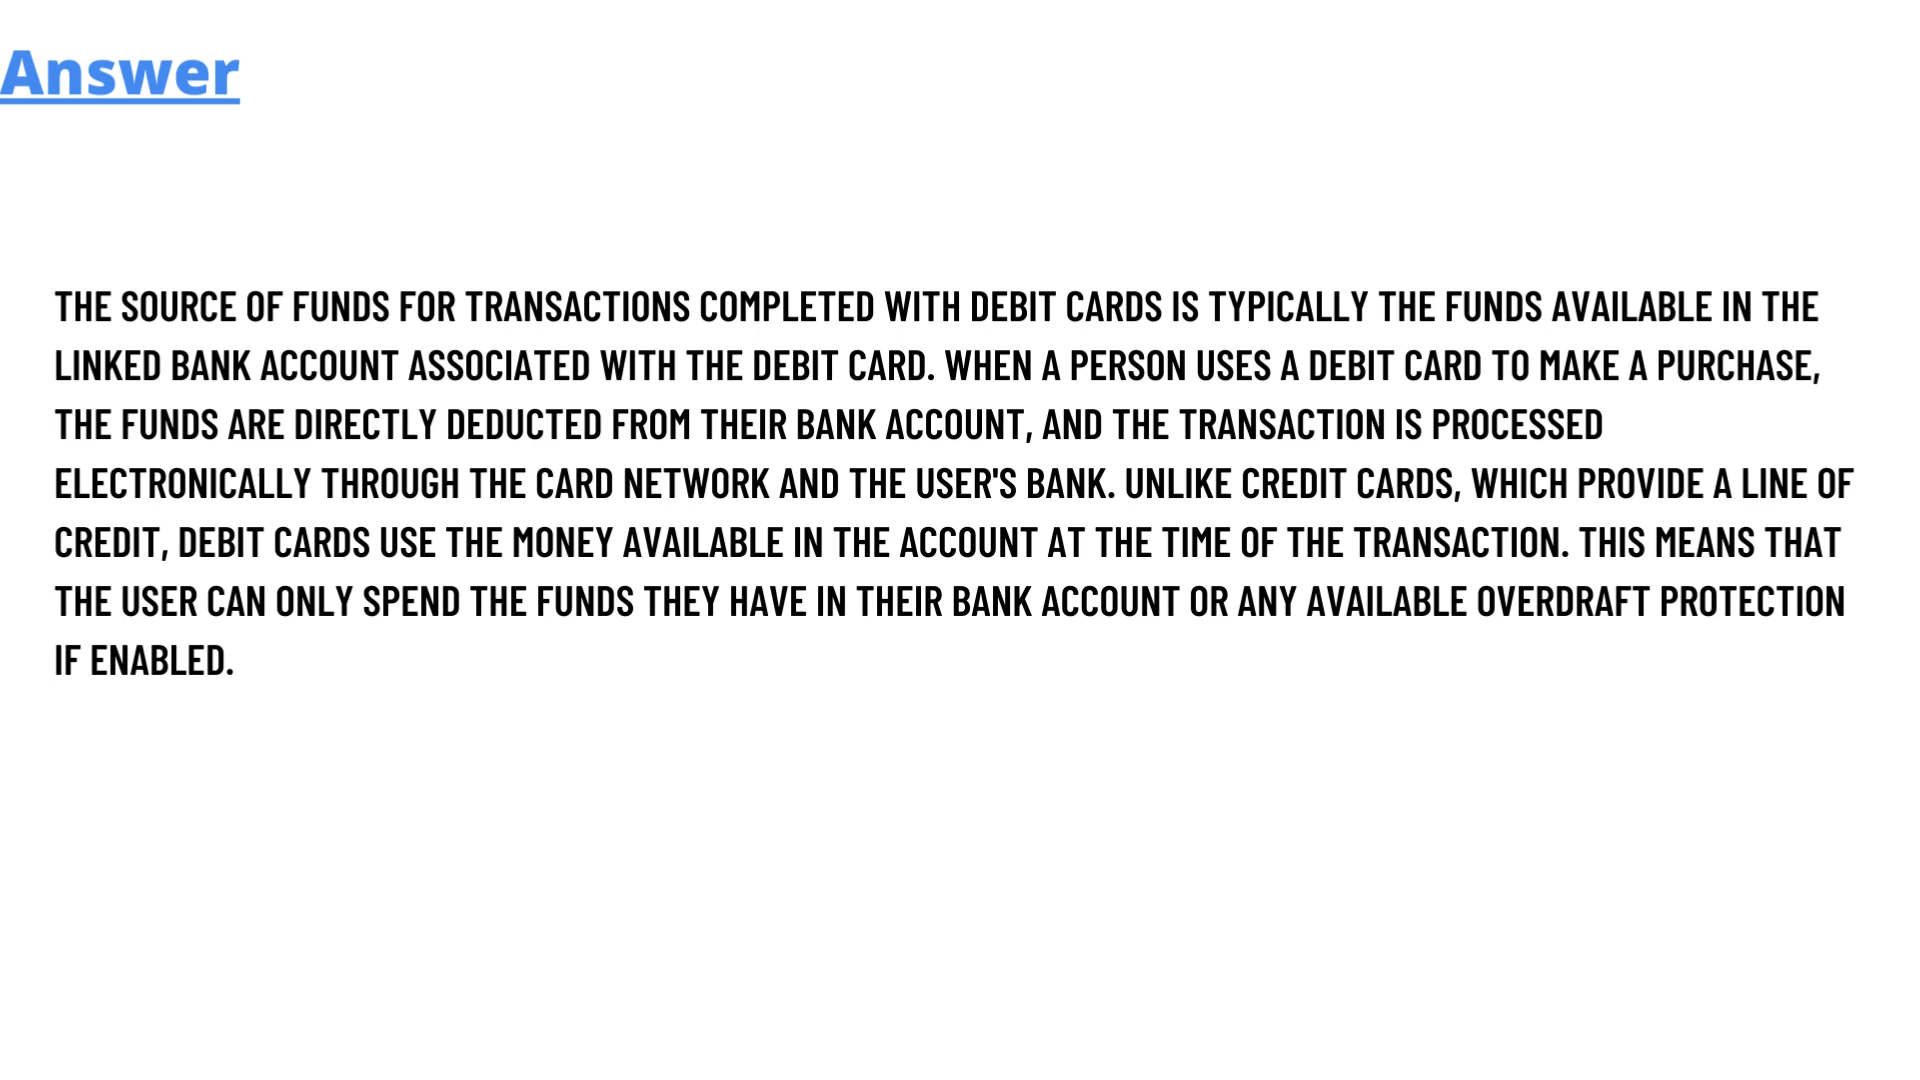 Answer
THE SOURCE OF FUNDS FOR TRANSACTIONS COMPLETED WITH DEBIT CARDS IS TYPICALLY THE FUNDS AVAILABLE IN THE
LINKED BANK ACCOUNT ASSOCIATED WITH THE DEBIT CARD. WHEN A PERSON USES A DEBIT CARD TO MAKE A PURCHASE,
THE FUNDS ARE DIRECTLY DEDUCTED FROM THEIR BANK ACCOUNT, AND THE TRANSACTION IS PROCESSED
ELECTRONICALLY THROUGH THE CARD NETWORK AND THE USER'S BANK. UNLIKE CREDIT CARDS, WHICH PROVIDE A LINE OF
CREDIT, DEBIT CARDS USE THE MONEY AVAILABLE IN THE ACCOUNT AT THE TIME OF THE TRANSACTION. THIS MEANS THAT
THE USER CAN ONLY SPEND THE FUNDS THEY HAVE IN THEIR BANK ACCOUNT OR ANY AVAILABLE OVERDRAFT PROTECTION
IF ENABLED.